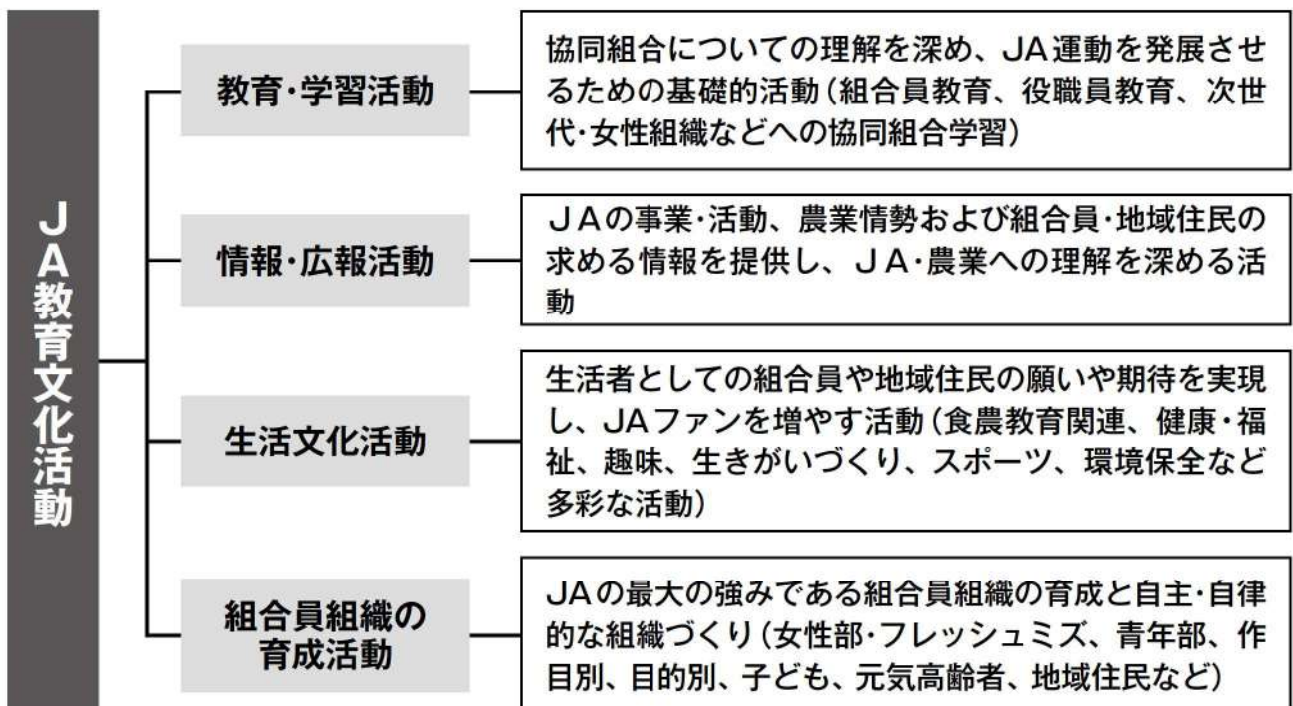 JA教育文化活動
教育・学習活動
協同組合についての理解を深め、JA運動を発展させ
るための基礎的活動(組合員教育、役職員教育、次世
代・女性組織などへの協同組合学習)
情報・広報活動
JAの事業・活動、農業情勢および組合員・地域住民の
求める情報を提供し、JA・農業への理解を深める活
動
生活文化活動
生活者としての組合員や地域住民の願いや期待を実現
し、JAファンを増やす活動(食農教育関連、健康・福
祉、趣味、生きがいづくり、スポーツ、環境保全など
多彩な活動)
組合員組織の
育成活動
JAの最大の強みである組合員組織の育成と自主・自律
的な組織づくり(女性部・フレッシュミズ、青年部、作
目別、目的別、子ども、元気高齢者、地域住民など)